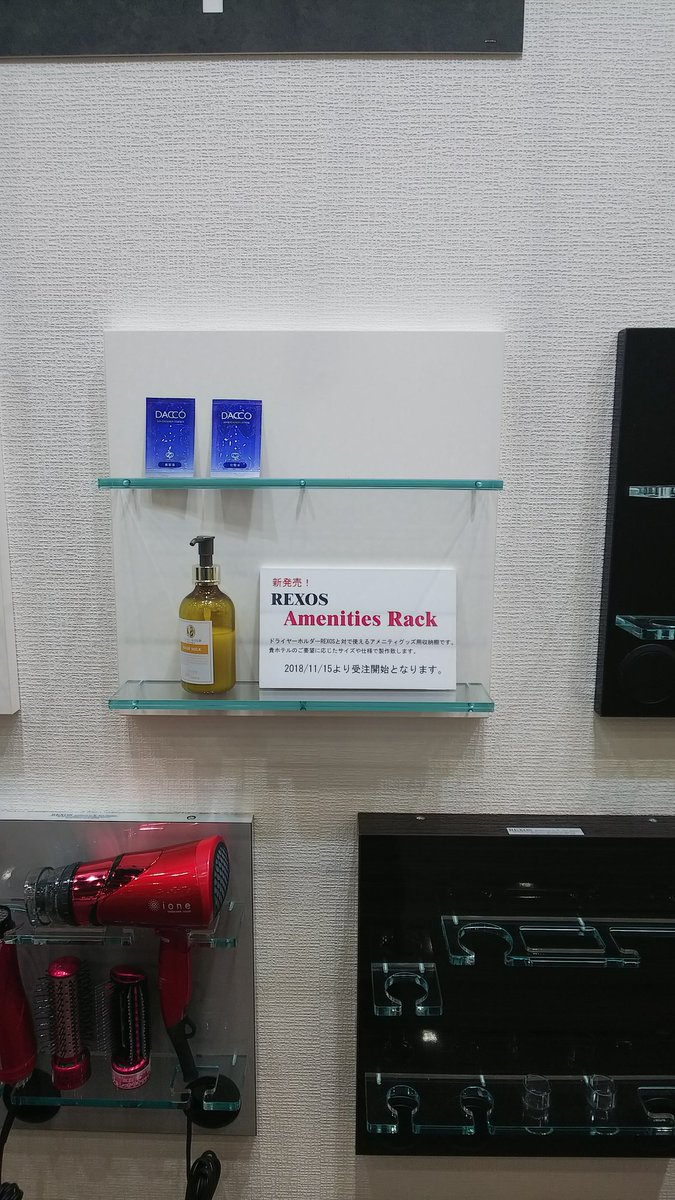 DACCO
DACCO
新発売！
REXOS
Amenities Rack
ドライヤーホルダーREXOSと対で使えるアメニティグッズ用収納棚です。
貴ホテルのご要望に応じたサイズや仕様で製作致します。
2018/11/15より受注開始となります。
REXOS
REXOS
ione